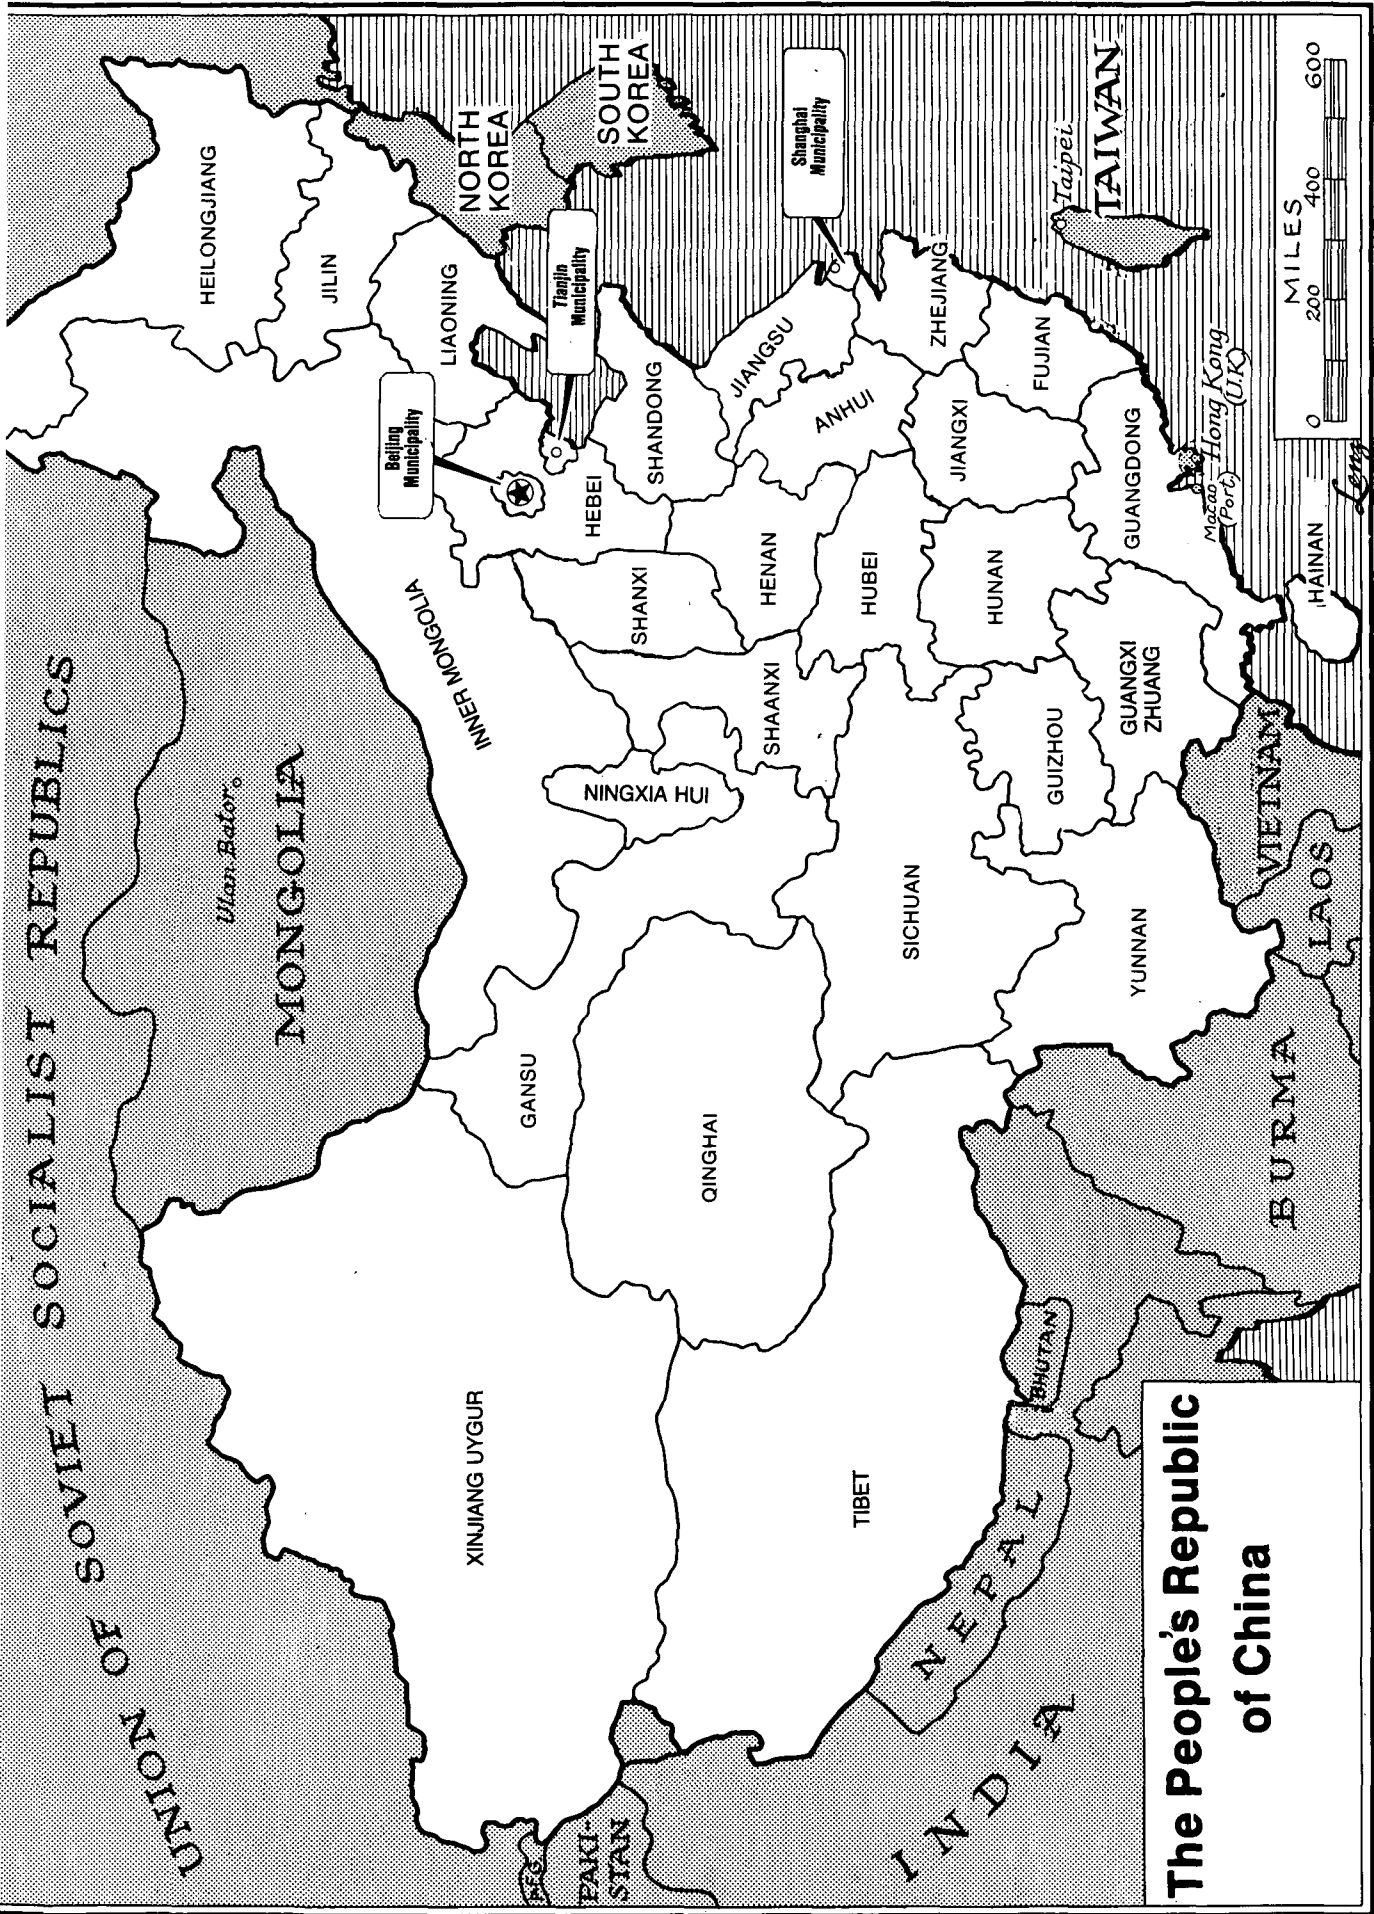 UNION OF SOVIET SOCIALIST REPUBLICS
Ulan Bator
MONGOLIA
HEILONGJIANG
JILIN
LIAONING
INNER MONGOLIA
NORTH
KOREA
SOUTH
KOREA
Beijing
Municipality
Tianjin
Municipality
Shanghai
Municipality
XINJIANG UYGUR
GANSU
NINGXIA HUI
SHANXI
HEBEI
SHANDONG
QINGHAI
SHAANXI
HENAN
JIANGSU
ANHUI
TIBET
SICHUAN
HUBEI
ZHEJIANG
HUNAN
JIANGXI
FUJIAN
GUIZHOU
YUNNAN
GUANGXI
ZHUANG
GUANGDONG
Taipei
TAIWAN
Macao
(Port)
Hong Kong
(U.K.)
HAINAN
AFG.
PAKI-
STAN
INDIA
NEPAL
BHUTAN
BURMA
LAOS
VIETNAM
The People's Republic
of China
MILES
0 200 400 600
Leng